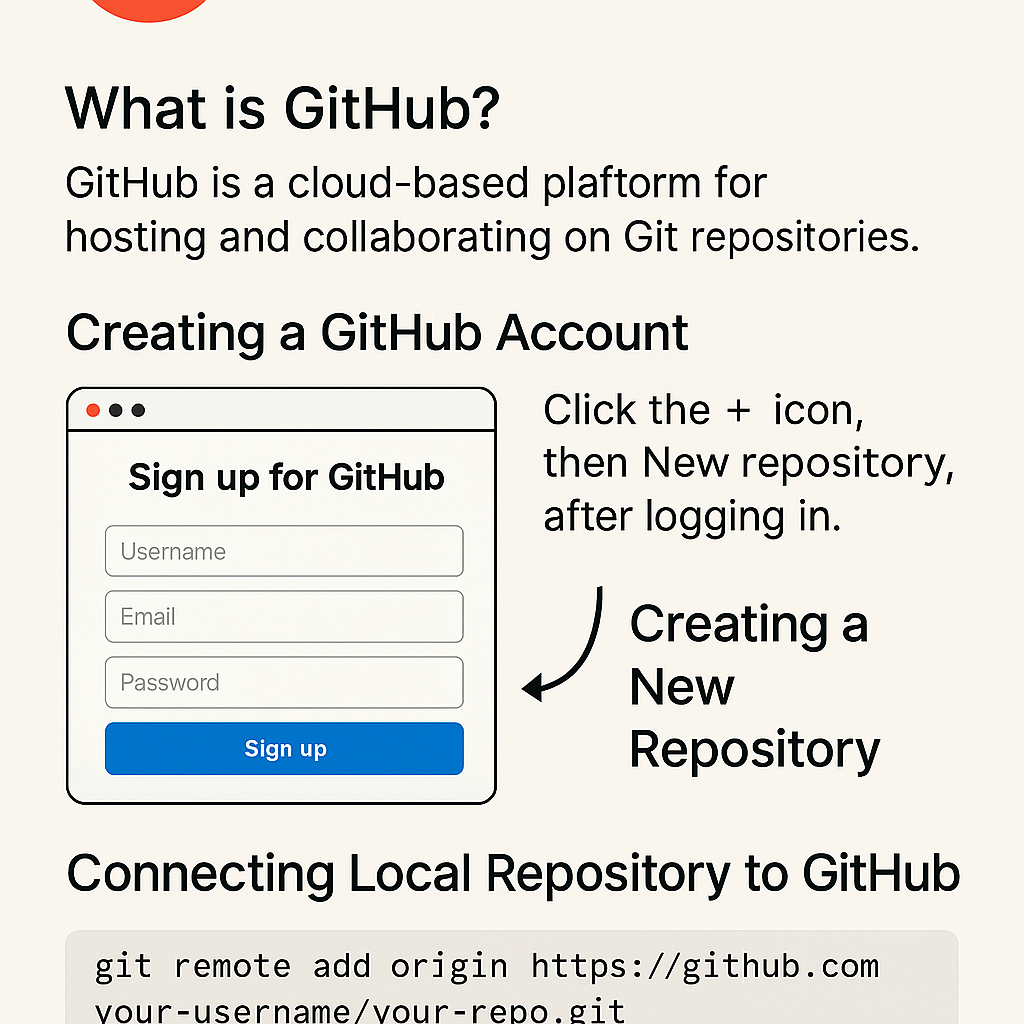 What is GitHub?
GitHub is a cloud-based plaftorm for
hosting and collaborating on Git repositories.
Creating a GitHub Account
Sign up for GitHub
Username
Email
Password
Sign up
Click the + icon,
then New repository,
after logging in.
Creating a
New
Repository
Connecting Local Repository to GitHub
git remote add origin https://github.com
your-username/your-repo.git